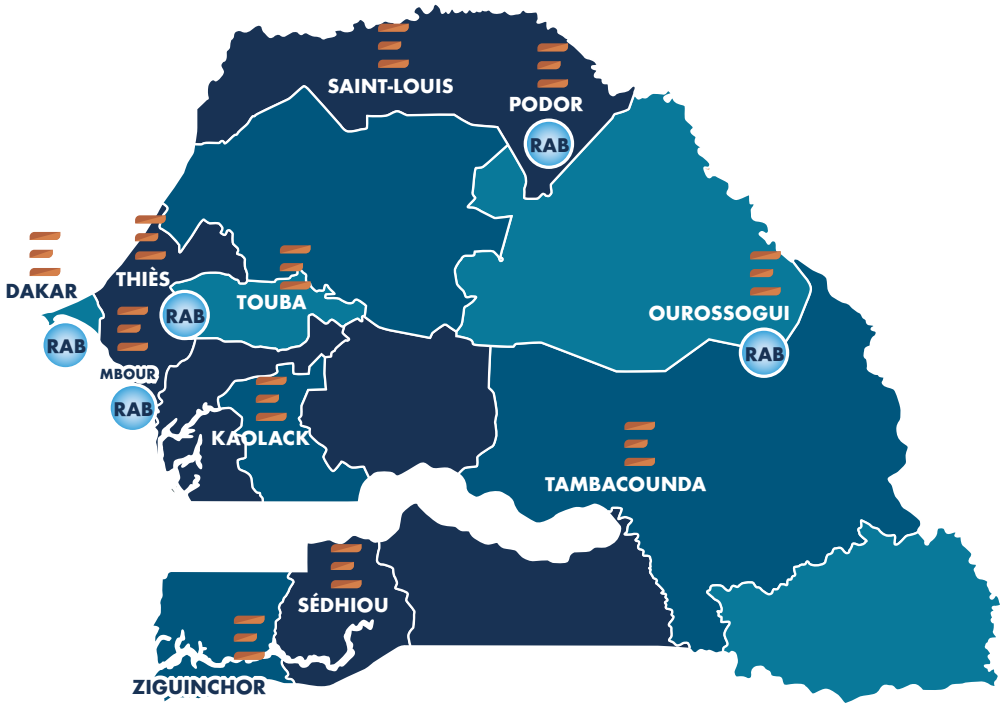 SAINT-LOUIS
PODOR
RAB
DAKAR
THIÈS
TOUBA
RAB
RAB
OUROSSOGUI
RAB
MBOUR
RAB
KAOLACK
TAMBACOUNDA
SÉDHIOU
ZIGUINCHOR